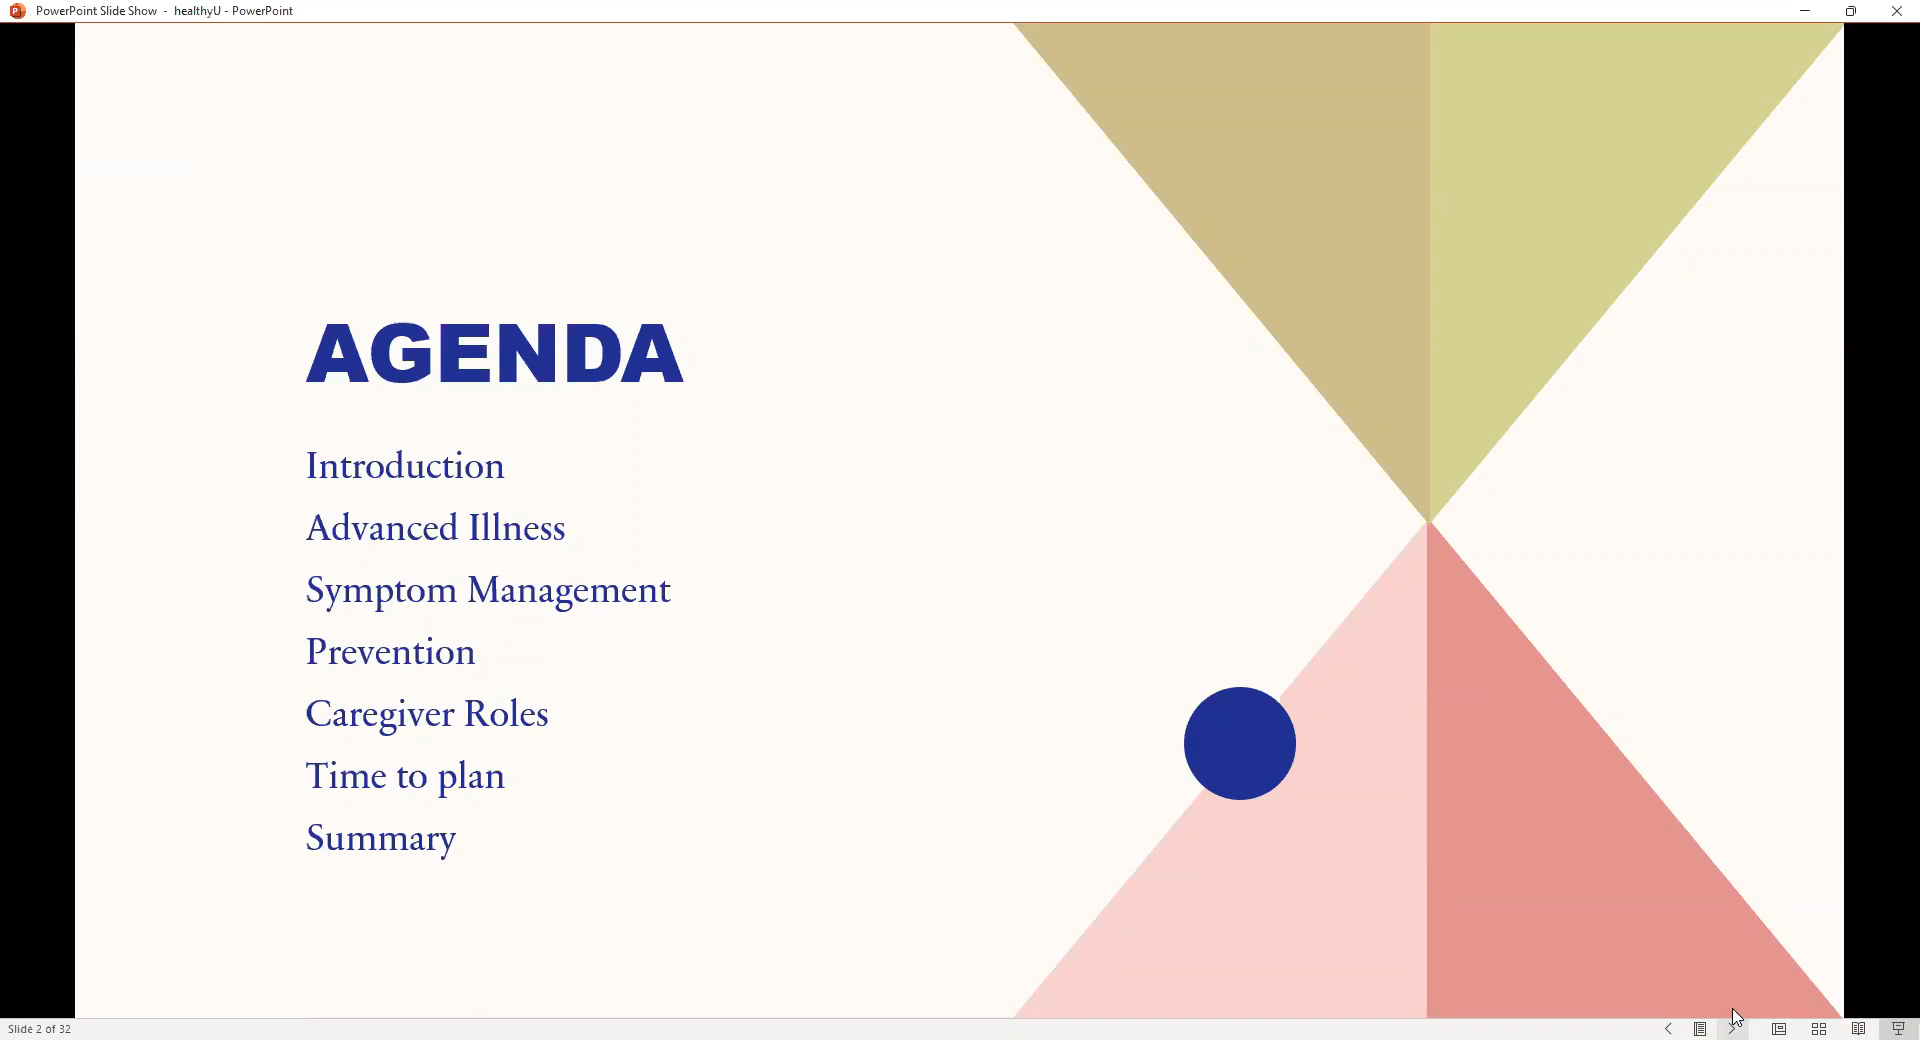 PowerPoint Slide Show - healthyU - PowerPoint
AGENDA
Introduction
Advanced Illness
Symptom Management
Prevention
Caregiver Roles
Time to plan
Summary
Slide 2 of 32